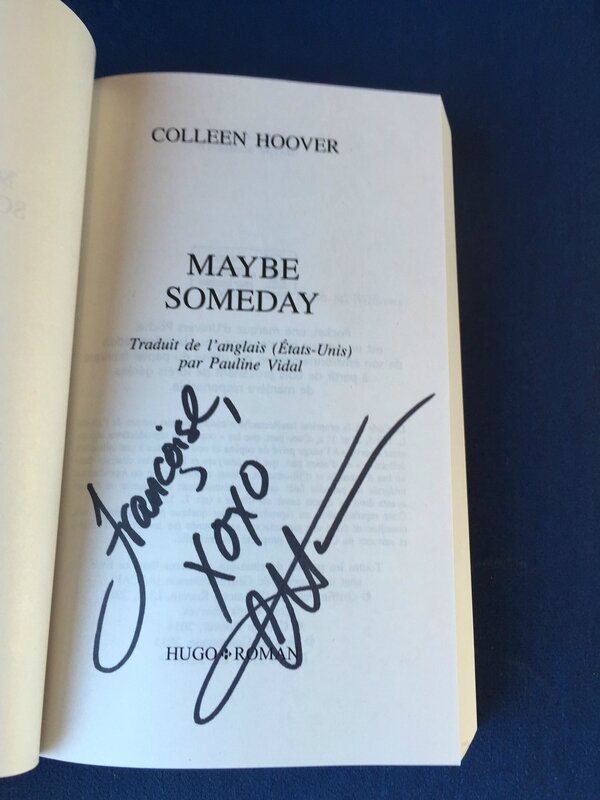 COLLEEN HOOVER
MAYBE
SOMEDAY
Traduit de l'anglais (États-Unis)
par Pauline Vidal
Françoise,
XOXO
HUGO ROMAN